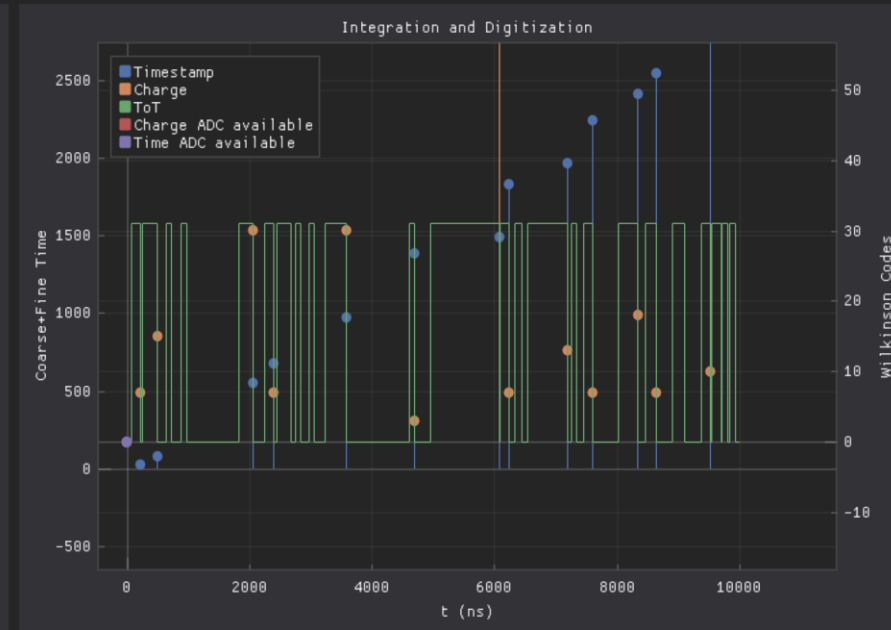 Integration and Digitization
Timestamp
Charge
ToT
Charge ADC available
Time ADC available
2500
2000
1500
1000
500
0
-500
Coarse+Fine Time
50
40
30
20
10
0
-10
Wilkinson Codes
0
2000
4000
6000
8000
10000
t (ns)